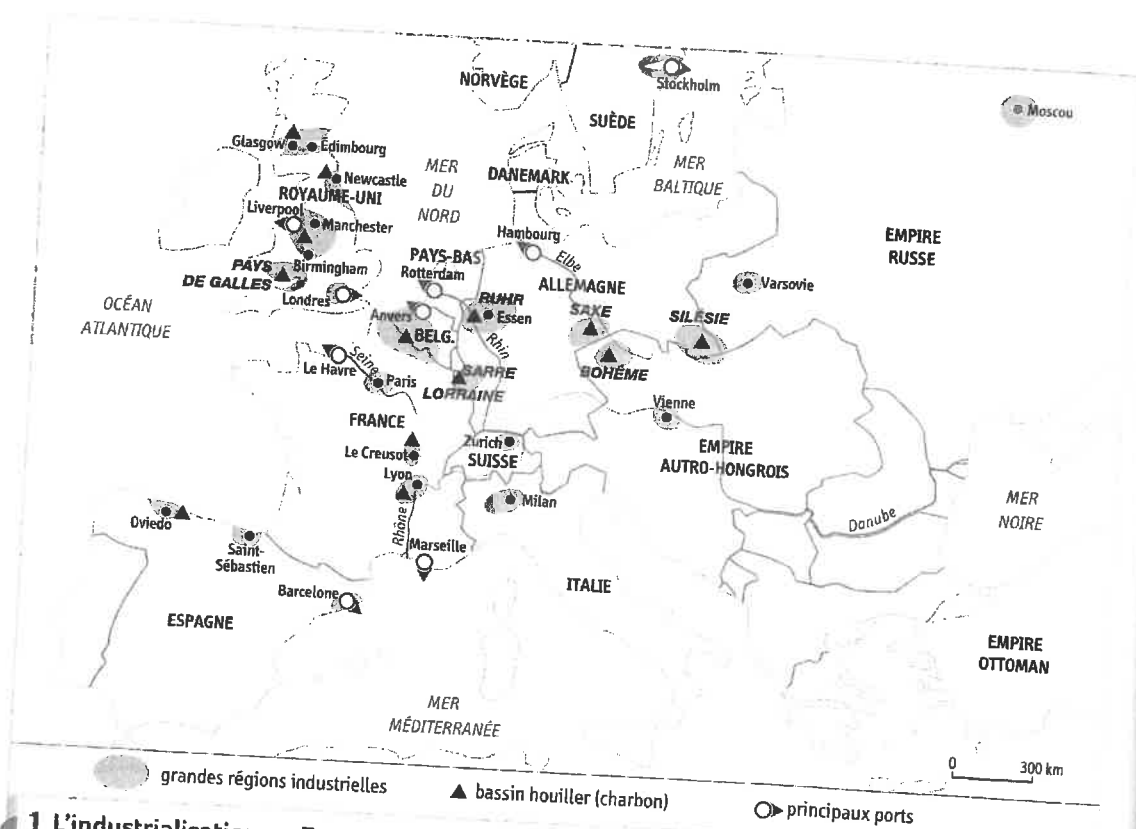 NORVÈGE
Stockholm
Moscou
SUÈDE
Glasgow
Édimbourg
MER
DU
NORD
DANEMARK
MER
BALTIQUE
Newcastle
ROYAUME-UNI
Liverpool
Manchester
Hambourg
Elbe
EMPIRE
RUSSE
Birmingham
PAYS
DE GALLES
PAYS-BAS
Rotterdam
ALLEMAGNE
Varsovie
Londres
OCÉAN
ATLANTIQUE
Anvers
BELG.
RUHR
Essen
Rhin
SAXE
SILÉSIE
Le Havre
Seine
Paris
SARRE
LORRAINE
BOHÊME
FRANCE
Vienne
Le Creusot
Zurich
SUISSE
EMPIRE
AUTRO-HONGROIS
Lyon
Milan
Oviedo
Rhône
Danube
MER
NOIRE
Saint-
Sébastien
Marseille
Barcelone
ITALIE
ESPAGNE
EMPIRE
OTTOMAN
MER
MÉDITERRANÉE
0 300 km
grandes régions industrielles
bassin houiller (charbon)
principaux ports
1 L'industrialisation